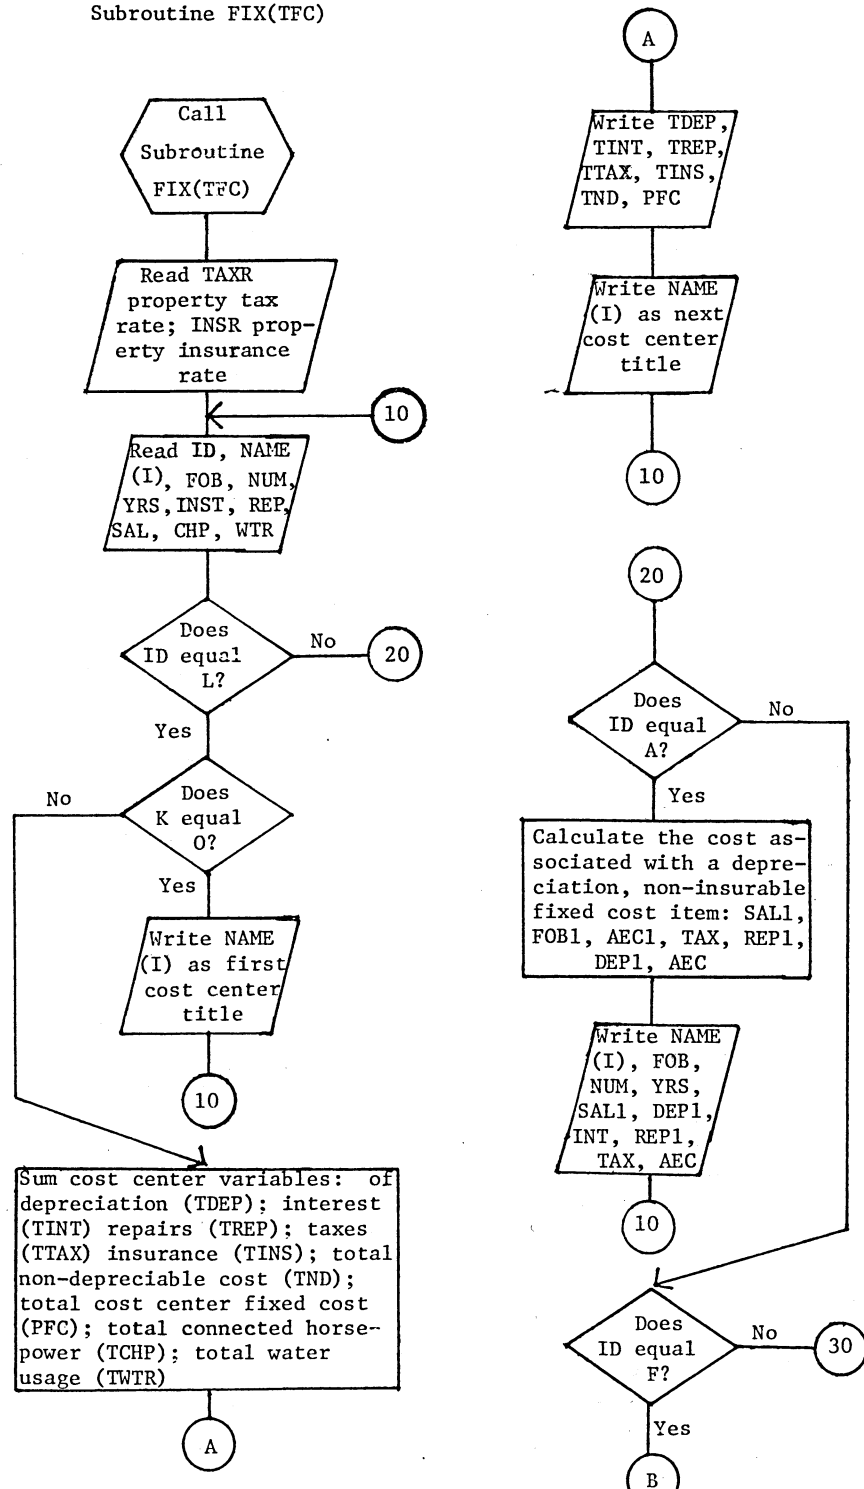 Subroutine FIX(TFC)
Call
Subroutine
FIX(TFC)
Read TAXR
property tax
rate; INSR prop-
erty insurance
rate
10
Read ID, NAME
(I), FOB, NUM,
YRS, INST, REP,
SAL, CHP, WTR
Does
ID equal
L?
No
20
Yes
Does
K equal
O?
No
Yes
Write NAME
(I) as first
cost center
title
10
Sum cost center variables: of
depreciation (TDEP); interest
(TINT) repairs (TREP); taxes
(TTAX) insurance (TINS); total
non-depreciable cost (TND);
total cost center fixed cost
(PFC); total connected horse-
power (TCHP); total water
usage (TWTR)
A
A
Write TDEP,
TINT, TREP,
TTAX, TINS,
TND, PFC
Write NAME
(I) as next
cost center
title
10
20
Does
ID equal
A?
No
Yes
Calculate the cost as-
sociated with a depre-
ciation, non-insurable
fixed cost item: SAL1,
FOB1, AEC1, TAX, REP1,
DEP1, AEC
Write NAME
(I), FOB,
NUM, YRS,
SAL1, DEP1,
INT, REP1,
TAX, AEC
10
Does
ID equal
F?
No
30
Yes
B